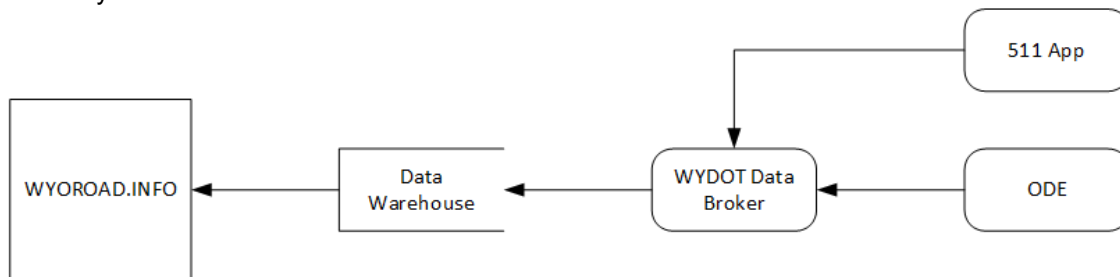 511 App
WYOROAD.INFO
Data
Warehouse
WYDOT Data
Broker
ODE